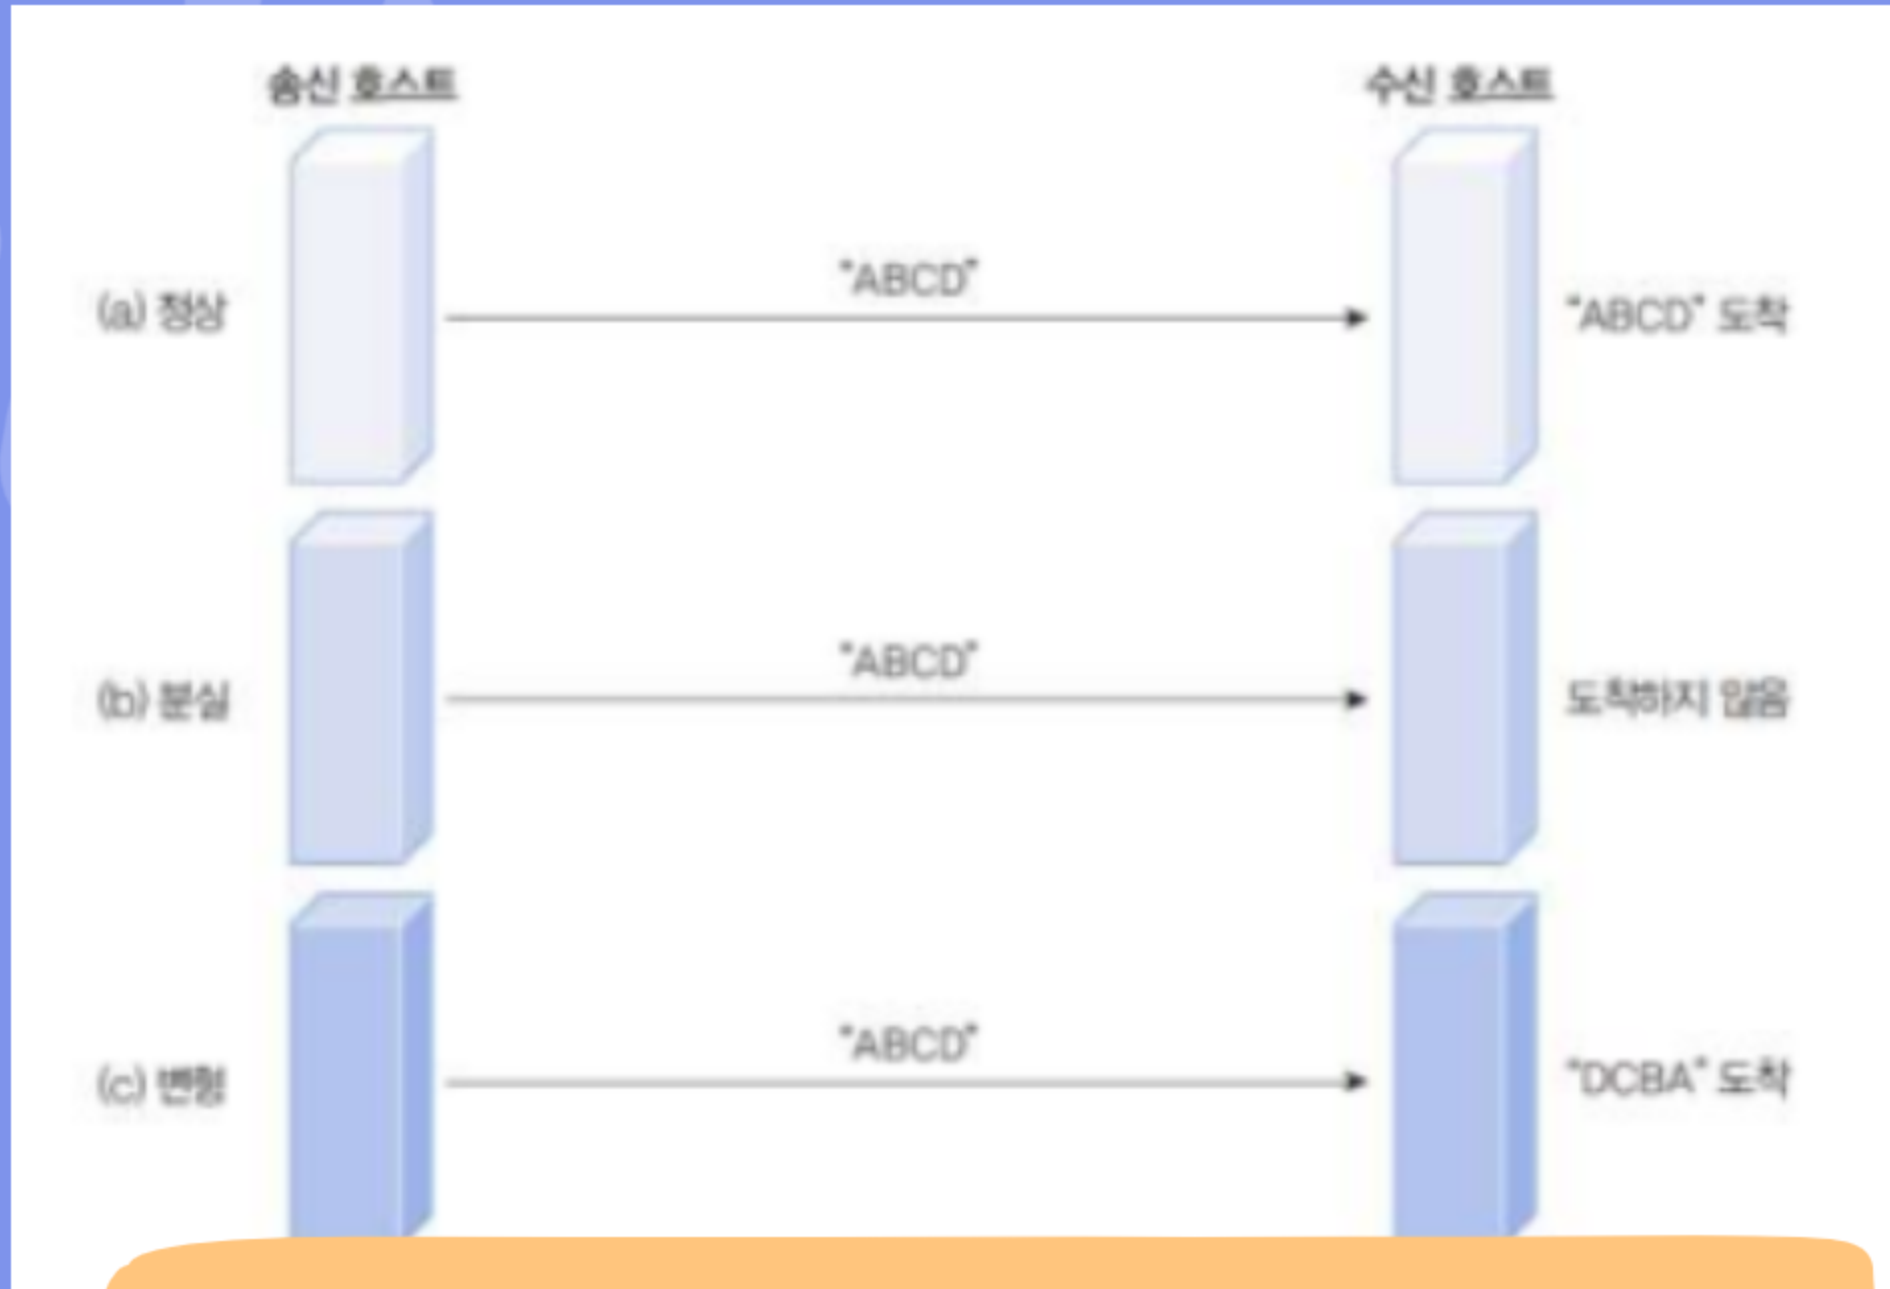 송신 호스트
수신 호스트
(a) 정상
"ABCD"
"ABCD" 도착
(b) 분실
"ABCD"
도착하지 않음
(c) 변형
"ABCD"
"DCBA" 도착